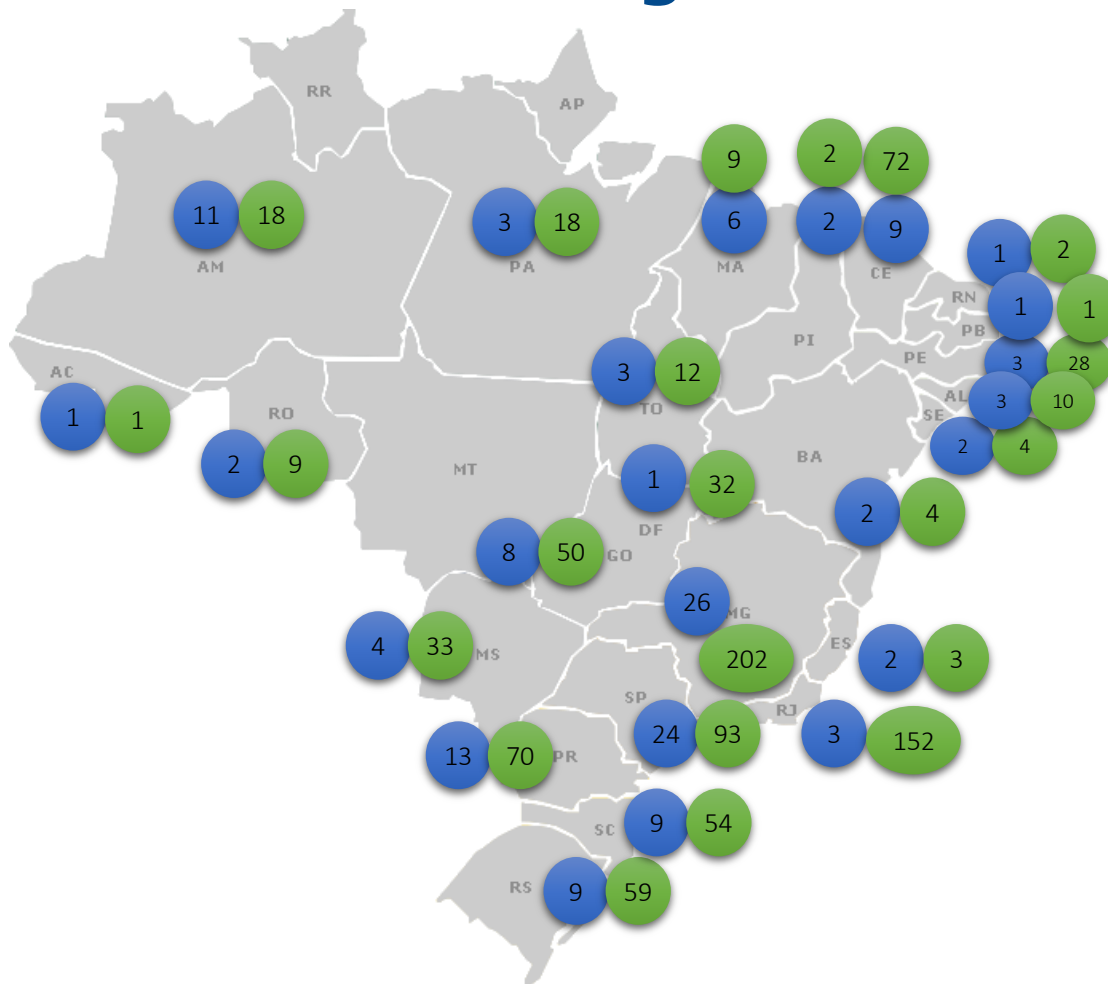 RR
AP
9 2 72
11 18 3 18 6 2 9
AM PA MA CE
1 2
RN
1 1
PB
PI
PE
3 28
AC
3 12
TO
AL 3 10
RO
SE
1 1
2 4
2 9
MT
BA
1 32
2 4
DF
8 50 GO
26 MG
ES
4 33 MS
202
2 3
SP
RJ
24 93
3 152
13 70 PR
SC 9 54
RS 9 59